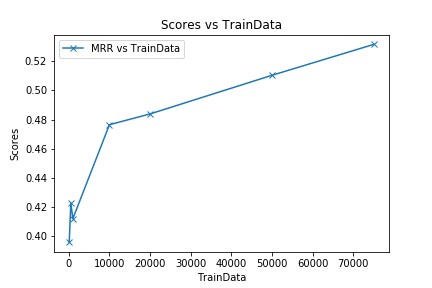 Scores vs TrainData
MRR vs TrainData
0.52
0.50
0.48
0.46
0.44
0.42
0.40
Scores
0 10000 20000 30000 40000 50000 60000 70000
TrainData